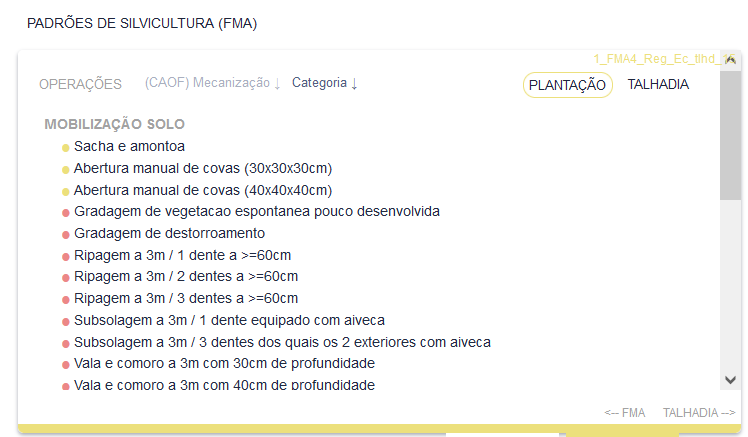 PADRÕES DE SILVICULTURA (FMA)
1_FMA4_Reg_Ec_tlhd_
OPERAÇÕES (CAOF) Mecanização ↓ Categoria ↓ PLANTAÇÃO TALHADIA
MOBILIZAÇÃO SOLO
Sacha e amontoa
Abertura manual de covas (30x30x30cm)
Abertura manual de covas (40x40x40cm)
Gradagem de vegetacao espontanea pouco desenvolvida
Gradagem de destorroamento
Ripagem a 3m / 1 dente a >=60cm
Ripagem a 3m / 2 dentes a >=60cm
Ripagem a 3m / 3 dentes a >=60cm
Subsolagem a 3m / 1 dente equipado com aiveca
Subsolagem a 3m / 3 dentes dos quais os 2 exteriores com aiveca
Vala e comoro a 3m com 30cm de profundidade
Vala e comoro a 3m com 40cm de profundidade
<-- FMA TALHADIA -->